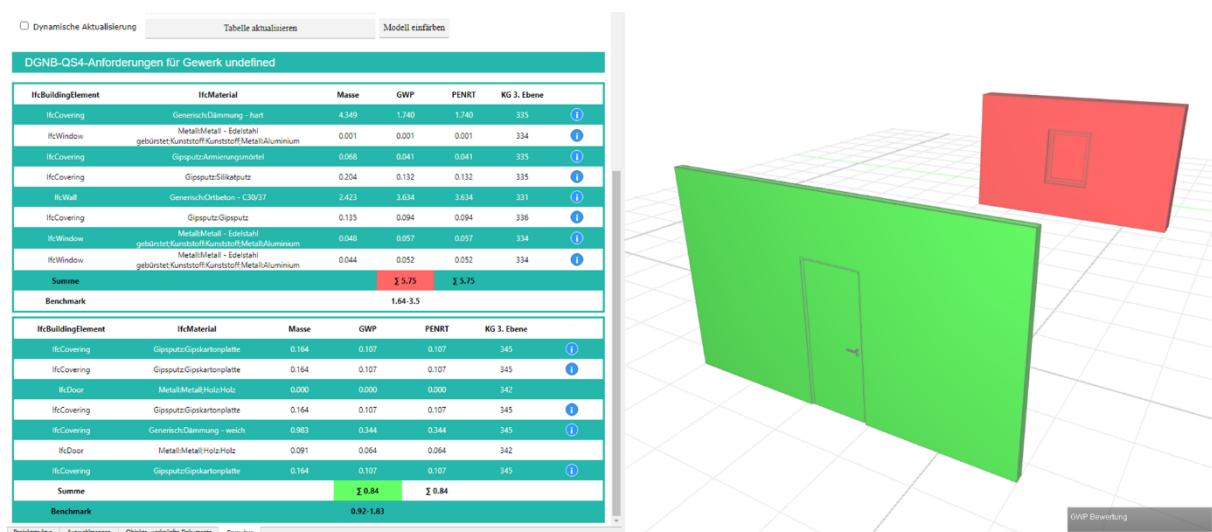 Dynamische Aktualisierung Tabelle aktualisieren Modell einfärben
DGNB-QS4-Anforderungen für Gewerk undefined
IfcBuildingElement IfcMaterial Masse GWP PENRT KG 3. Ebene
IfcCovering Generisch:Dämmung - hart 4.349 1.740 1.740 335
IfcWindow Metall:Metall - Edelstahl gebürstet;Kunststoff:Kunststoff;Metall:Aluminium 0.001 0.001 0.001 334
IfcCovering Gipsputz:Armierungsmörtel 0.068 0.041 0.041 335
IfcCovering Gipsputz:Silikatputz 0.204 0.132 0.132 335
IfcWall Generisch:Ortbeton - C30/37 2.423 3.634 3.634 331
IfcCovering Gipsputz:Gipsputz 0.135 0.094 0.094 336
IfcWindow Metall:Metall - Edelstahl gebürstet;Kunststoff:Kunststoff;Metall:Aluminium 0.048 0.057 0.057 334
IfcWindow Metall:Metall - Edelstahl gebürstet;Kunststoff:Kunststoff;Metall:Aluminium 0.044 0.052 0.052 334
Summe ∑ 5.75 ∑ 5.75
Benchmark 1.64-3.5
IfcBuildingElement IfcMaterial Masse GWP PENRT KG 3. Ebene
IfcCovering Gipsputz:Gipskartonplatte 0.164 0.107 0.107 345
IfcCovering Gipsputz:Gipskartonplatte 0.164 0.107 0.107 345
IfcDoor Metall:Metall;Holz:Holz 0.000 0.000 0.000 342
IfcCovering Gipsputz:Gipskartonplatte 0.164 0.107 0.107 345
IfcCovering Generisch:Dämmung - weich 0.983 0.344 0.344 345
IfcDoor Metall:Metall;Holz:Holz 0.091 0.064 0.064 342
IfcCovering Gipsputz:Gipskartonplatte 0.164 0.107 0.107 345
Summe ∑ 0.84 ∑ 0.84
Benchmark 0.92-1.83
GWP Bewertung